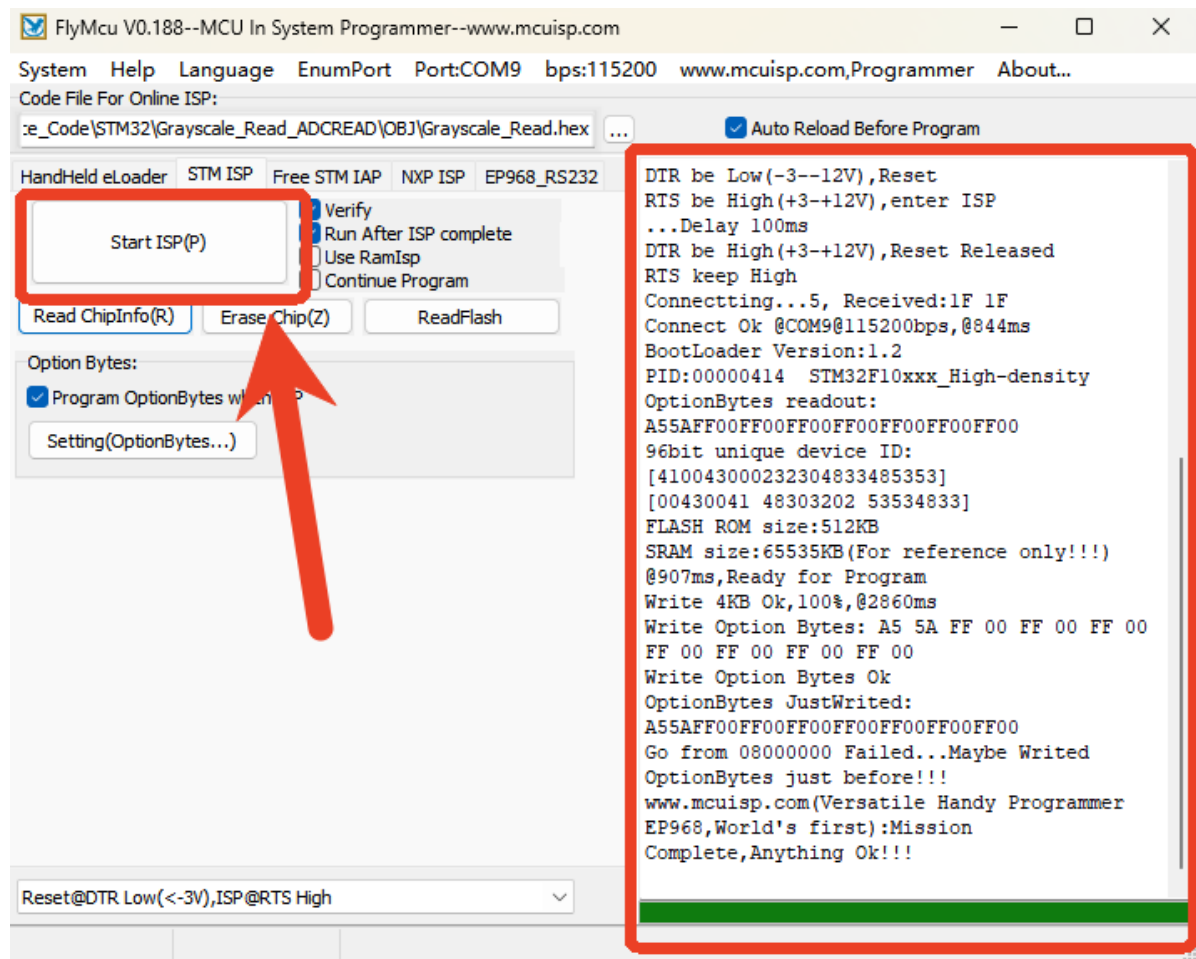 FlyMcu V0.188--MCU In System Programmer--www.mcuisp.com
System Help Language EnumPort Port:COM9 bps:115200 www.mcuisp.com,Programmer About...
Code File For Online ISP:
:e_Code\STM32\Grayscale_Read_ADCREAD\OBJ\Grayscale_Read.hex ... Auto Reload Before Program
HandHeld eLoader STM ISP Free STM IAP NXP ISP EP968_RS232
Start ISP(P)
Verify
Run After ISP complete
Use RamIsp
Continue Program
Read ChipInfo(R) Erase Chip(Z) ReadFlash
Option Bytes:
Program OptionBytes
Setting(OptionBytes...)
DTR be Low(-3--12V),Reset
RTS be High(+3-+12V),enter ISP
...Delay 100ms
DTR be High(+3-+12V),Reset Released
RTS keep High
Connectting...5, Received:1F 1F
Connect Ok @COM9@115200bps,@844ms
BootLoader Version:1.2
PID:00000414 STM32F10xxx_High-density
OptionBytes readout:
A55AFF00FF00FF00FF00FF00FF00FF00
96bit unique device ID:
[410043000232304833485353]
[00430041 48303202 53534833]
FLASH ROM size:512KB
SRAM size:65535KB(For reference only!!!)
@907ms,Ready for Program
Write 4KB Ok,100%,@2860ms
Write Option Bytes: A5 5A FF 00 FF 00 FF 00
FF 00 FF 00 FF 00 FF 00
Write Option Bytes Ok
OptionBytes JustWrited:
A55AFF00FF00FF00FF00FF00FF00FF00
Go from 08000000 Failed...Maybe Writed
OptionBytes just before!!!
www.mcuisp.com(Versatile Handy Programmer
EP968,World's first):Mission
Complete,Anything Ok!!!
Reset@DTR Low(<-3V),ISP@RTS High